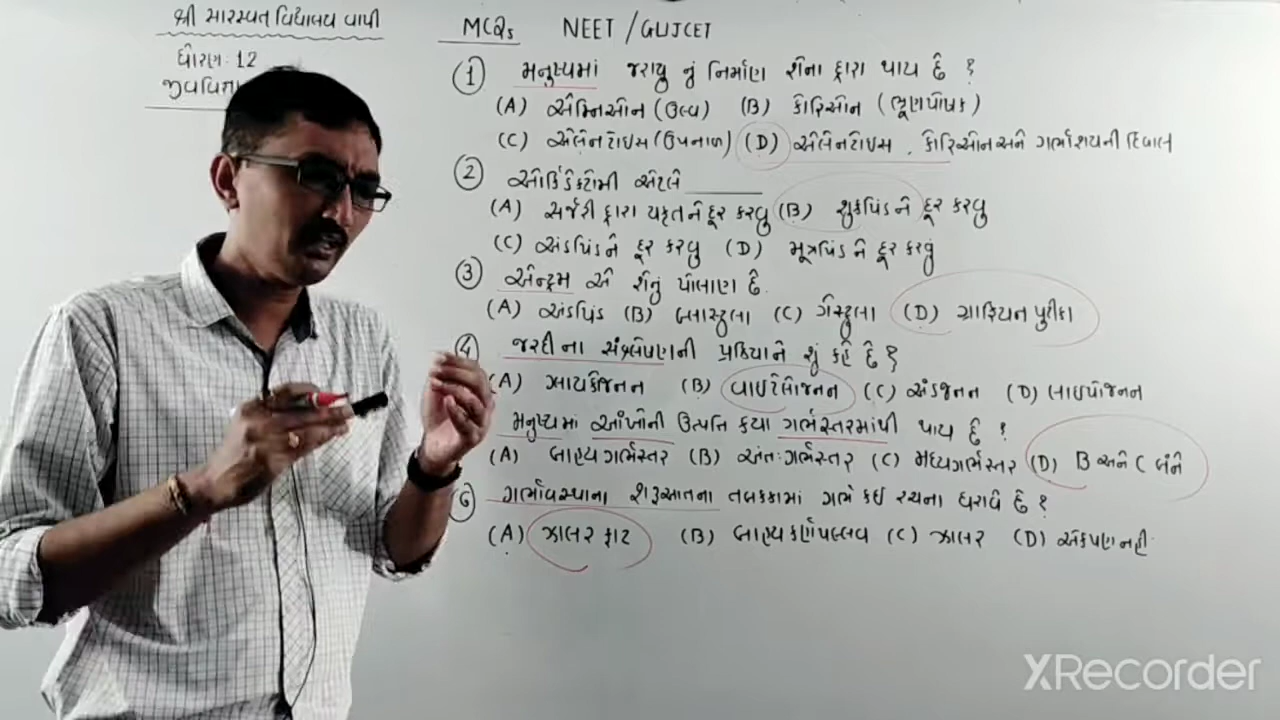 શ્રી સારસ્વત વિદ્યાલય વાપી
ધોરણ: 12
જીવવિજ્ઞા
MCQs NEET / GUJCET
① મનુષ્યમાં જરાયુ નું નિર્માણ શેના દ્વારા થાય છે ?
(A) એમ્નિઓન (ઉલ્વ) (B) કોરિઓન (ભ્રૂણપોષક)
(C) એલેનટોઇસ (ઉપનાળ) (D) એલેનટોઇસ, કોરિઓન અને ગર્ભાશયની દિવાલ
② ઓર્કિડેક્ટોમી એટલે ______
(A) સર્જરી દ્વારા યકૃતને દૂર કરવુ (B) શુક્રપિંડને દૂર કરવુ
(C) અંડપિંડને દૂર કરવુ (D) મૂત્રપિંડને દૂર કરવું
③ એન્ટ્રમ એ શેનું પોલાણ છે.
(A) અંડપિંડ (B) બ્લાસ્ટુલા (C) ગેસ્ટ્રુલા (D) ગ્રાફિયન પુટીકા
④ જરદીના સંશ્લેષણની પ્રક્રિયાને શું કહે છે ?
(A) ગ્લાયકોજનન (B) વાઇટેલોજનન (C) અંડજનન (D) લાઇપોજનન
મનુષ્યમાં આંખોની ઉત્પત્તિ કયા ગર્ભસ્તરમાંથી થાય છે ?
(A) બાહ્યગર્ભસ્તર (B) અંતઃગર્ભસ્તર (C) મધ્યગર્ભસ્તર (D) B અને C બંને
⑥ ગર્ભાવસ્થાના શરૂઆતના તબક્કામાં ગર્ભ કઇ રચના ધરાવે છે ?
(A) ઝાલર ફાટ (B) બાહ્યકર્ણપલ્લવ (C) ઝાલર (D) એકપણ નહી
XRecorder